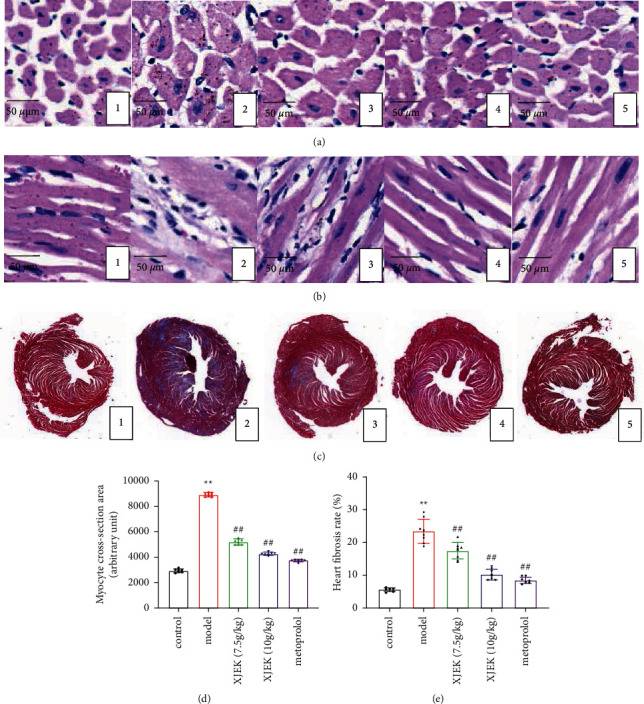 50 μm 1 50 μm 2 50 μm 3 50 μm 4 50 μm 5
(a)
50 μm 1 50 μm 2 50 μm 3 50 μm 4 50 μm 5
(b)
1 2 3 4 5
(c)
Myocyte cross-section area
(arbitrary unit)
10000
8000
6000
4000
2000
0
**
##
##
##
control
model
XJEK (7.5g/kg)
XJEK (10g/kg)
metoprolol
(d)
Heart fibrosis rate (%)
40
30
20
10
0
**
##
##
##
control
model
XJEK (7.5g/kg)
XJEK (10g/kg)
metoprolol
(e)